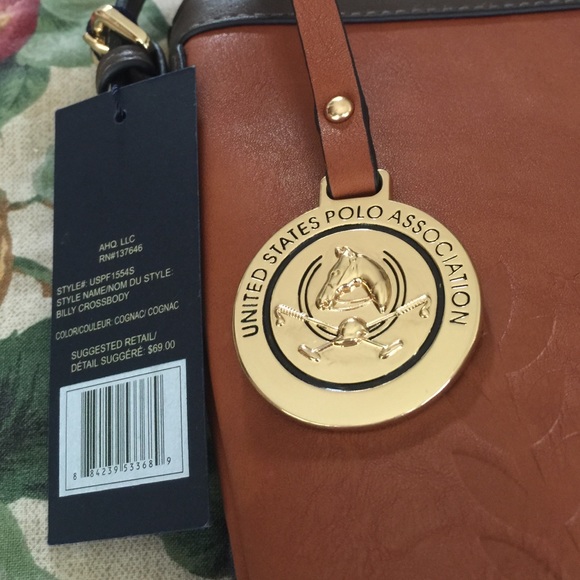 AHQ, LLC
RN#137646
STYLE#: USPF1554S
STYLE NAME/NOM DU STYLE:
BILLY CROSSBODY
COLOR/COULEUR: COGNAC/ COGNAC
SUGGESTED RETAIL/
DÉTAIL SUGGÉRÉ: $69.00
8 84239 53368 9
UNITED STATES POLO ASSOCIATION